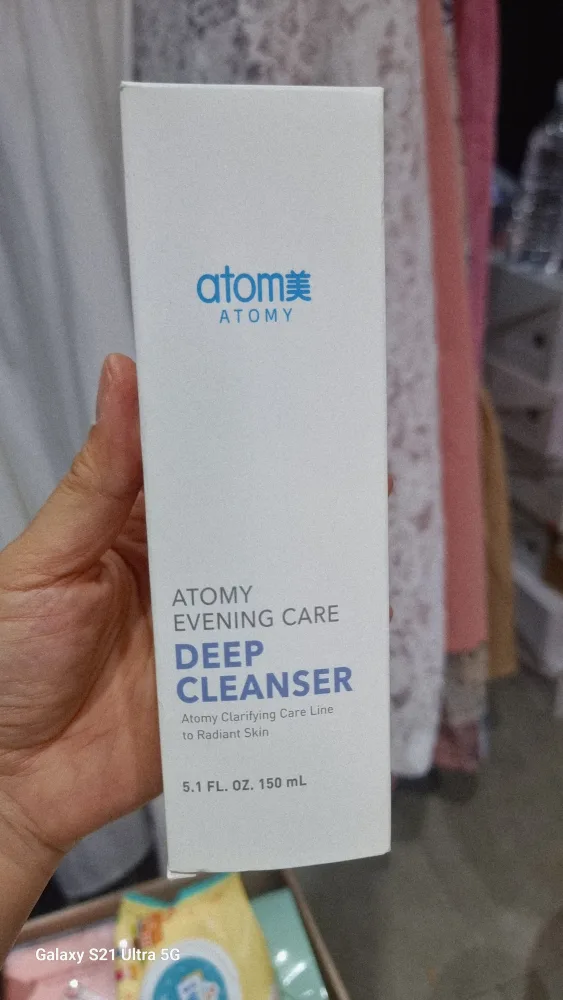 atom美
ATOMY
ATOMY
EVENING CARE
DEEP
CLEANSER
Atomy Clarifying Care Line
to Radiant Skin
5.1 FL. OZ. 150 mL
Galaxy S21 Ultra 5G